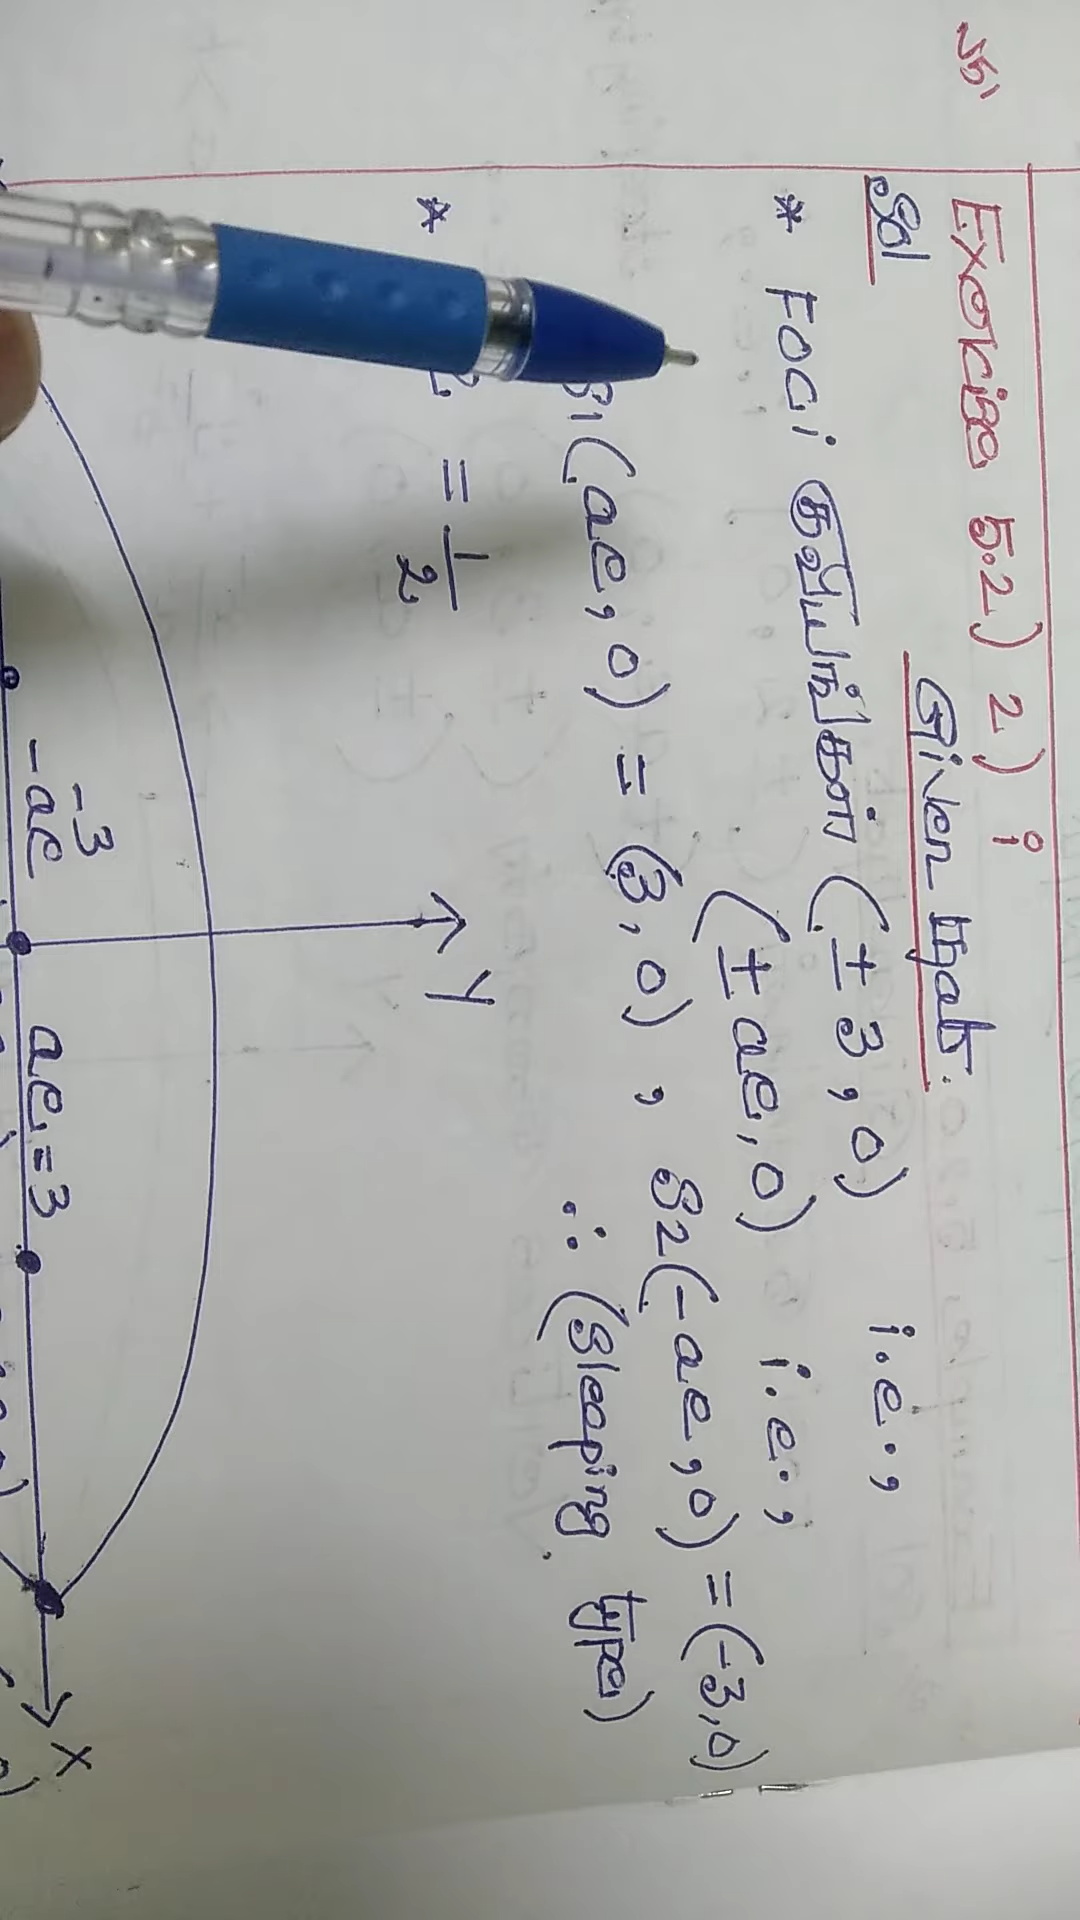 Exercise 5.2) 2) i
Sol Given that:
* Foci குவியங்கள் (± 3, 0) i.e.,
(± ae, 0) i.e.,
S1 (ae, 0) = (3, 0), S2 (-ae, 0) = (-3, 0)
∴ (Sleeping type)
* = 1/2
y
-3
-ae
ae = 3
x